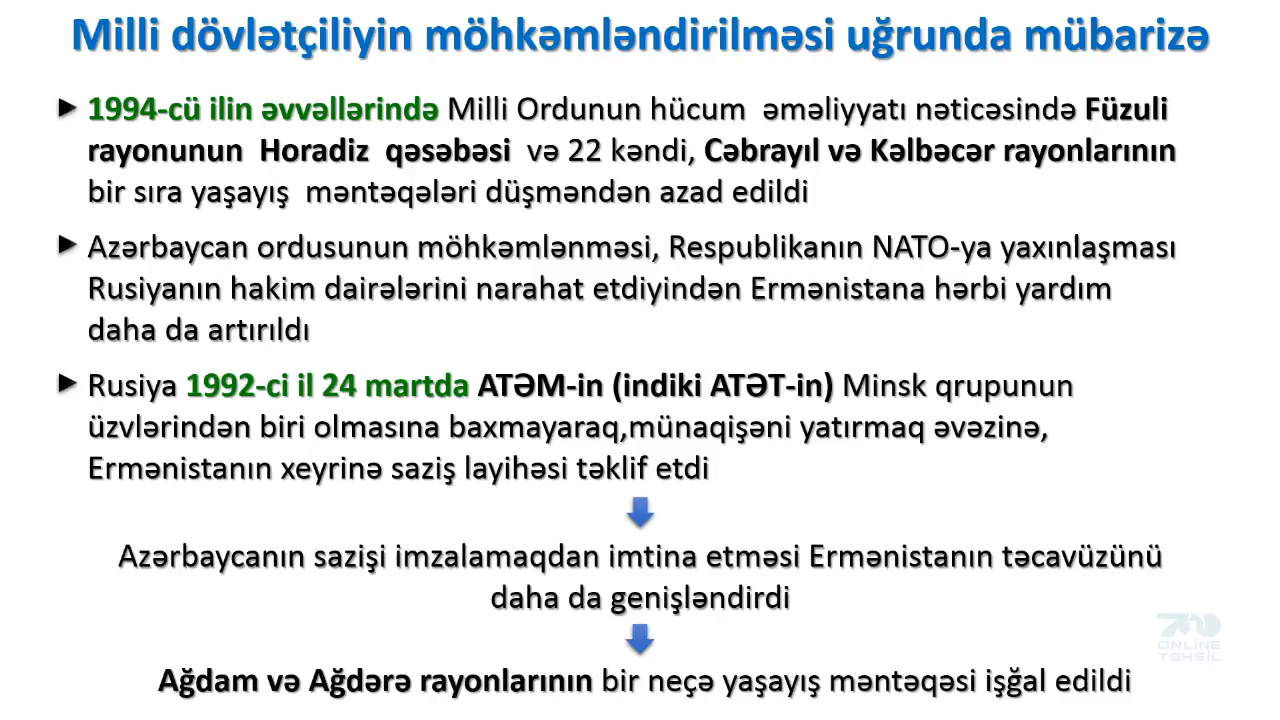 Milli dövlətçiliyin möhkəmləndirilməsi uğrunda mübarizə
1994-cü ilin əvvəllərində Milli Ordunun hücum əməliyyatı nəticəsində Füzuli
rayonunun Horadiz qəsəbəsi və 22 kəndi, Cəbrayıl və Kəlbəcər rayonlarının
bir sıra yaşayış məntəqələri düşməndən azad edildi
Azərbaycan ordusunun möhkəmlənməsi, Respublikanın NATO-ya yaxınlaşması
Rusiyanın hakim dairələrini narahat etdiyindən Ermənistana hərbi yardım
daha da artırıldı
Rusiya 1992-ci il 24 martda ATƏM-in (indiki ATƏT-in) Minsk qrupunun
üzvlərindən biri olmasına baxmayaraq,münaqişəni yatırmaq əvəzinə,
Ermənistanın xeyrinə saziş layihəsi təklif etdi
Azərbaycanın sazişi imzalamaqdan imtina etməsi Ermənistanın təcavüzünü
daha da genişləndirdi
Ağdam və Ağdərə rayonlarının bir neçə yaşayış məntəqəsi işğal edildi
700
ONLİNE
TƏHSİL